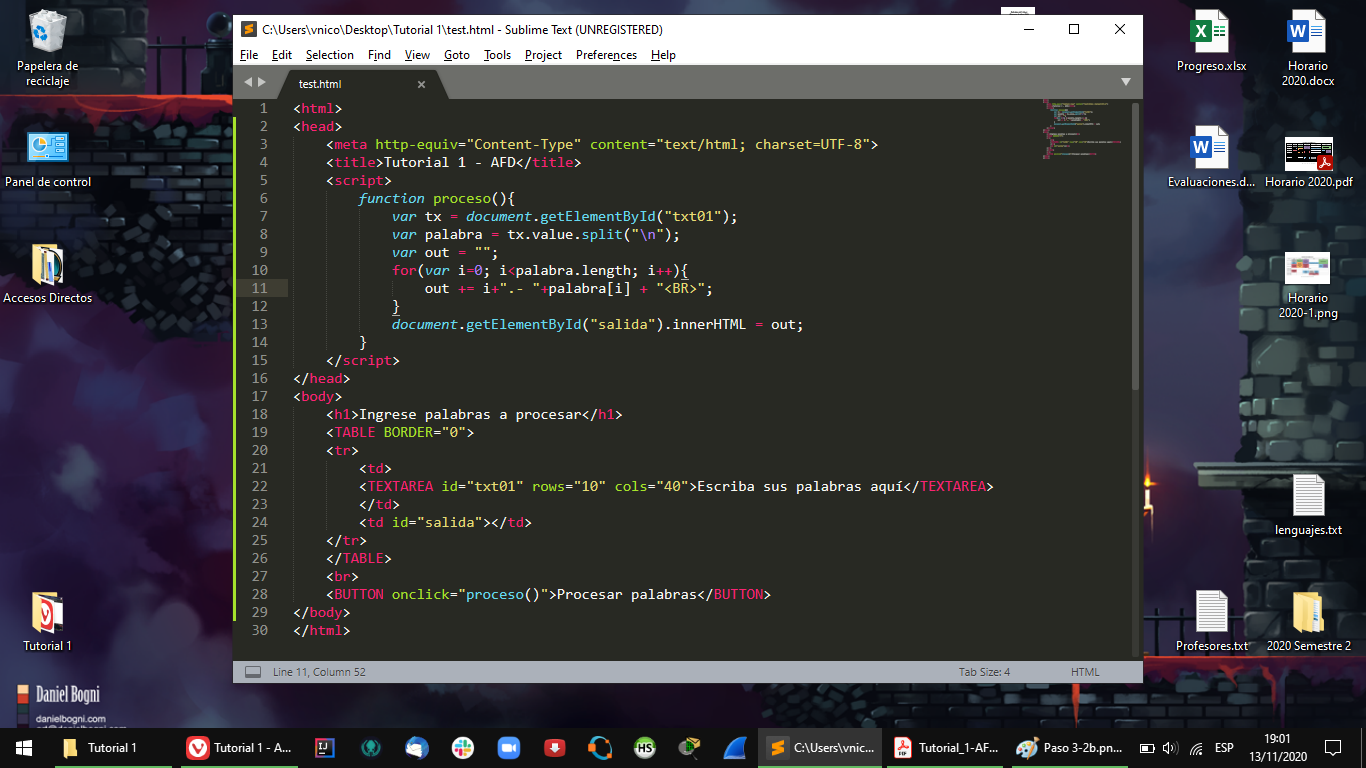 C:\Users\vnico\Desktop\Tutorial 1\test.html - Sublime Text (UNREGISTERED)
File Edit Selection Find View Goto Tools Project Preferences Help
test.html
1 <html>
2 <head>
3 <meta http-equiv="Content-Type" content="text/html; charset=UTF-8">
4 <title>Tutorial 1 - AFD</title>
5 <script>
6 function proceso(){
7 var tx = document.getElementById("txt01");
8 var palabra = tx.value.split("\n");
9 var out = "";
10 for(var i=0; i<palabra.length; i++){
11 out += i+".- "+palabra[i] + "<BR>";
12 }
13 document.getElementById("salida").innerHTML = out;
14 }
15 </script>
16 </head>
17 <body>
18 <h1>Ingrese palabras a procesar</h1>
19 <TABLE BORDER="0">
20 <tr>
21 <td>
22 <TEXTAREA id="txt01" rows="10" cols="40">Escriba sus palabras aquí</TEXTAREA>
23 </td>
24 <td id="salida"></td>
25 </tr>
26 </TABLE>
27 <br>
28 <BUTTON onclick="proceso()">Procesar palabras</BUTTON>
29 </body>
30 </html>
Line 11, Column 52
Tab Size: 4
HTML
Papelera de
reciclaje
Panel de control
Accesos Directos
Tutorial 1
Daniel Bogni
danielbogni.com
Progreso.xlsx
Horario
2020.docx
Evaluaciones.d...
Horario 2020.pdf
Horario
2020-1.png
lenguajes.txt
Profesores.txt
2020 Semestre 2
Tutorial 1
Tutorial 1 - A...
IJ
HS
C:\Users\vnic...
Tutorial_1-AF...
Paso 3-2b.pn...
ESP
19:01
13/11/2020